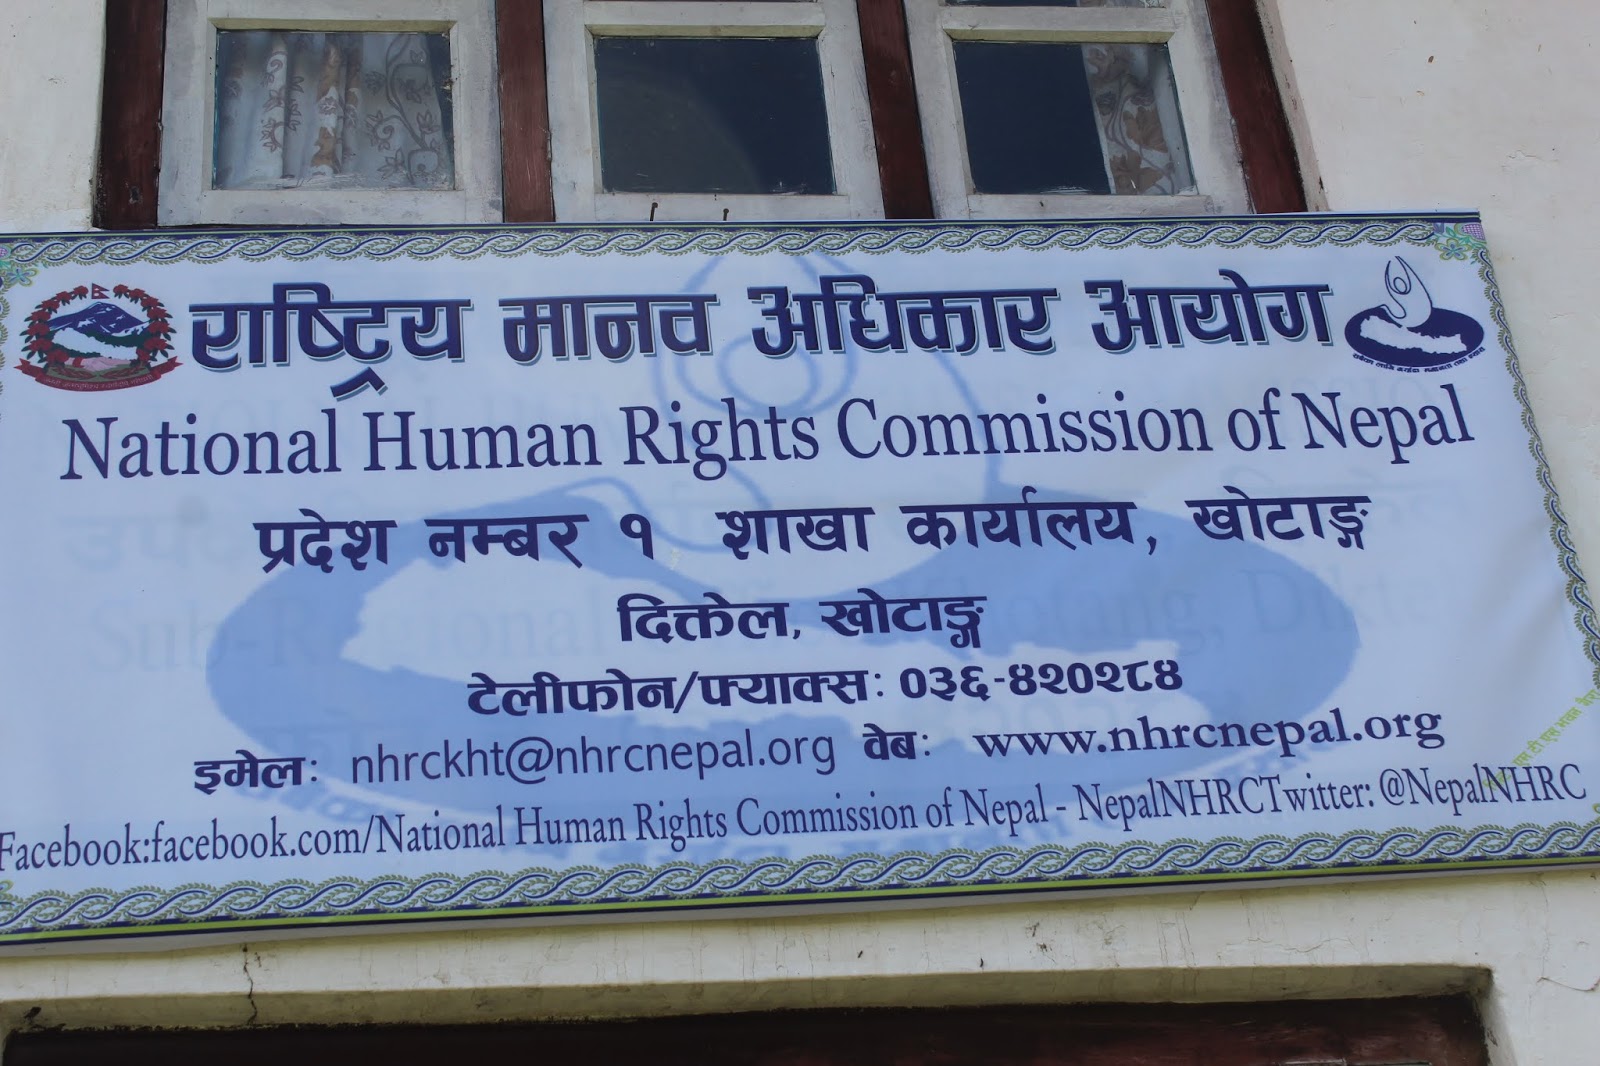 राष्ट्रिय मानव अधिकार आयोग
National Human Rights Commission of Nepal
प्रदेश नम्बर १ शाखा कार्यालय, खोटाङ्ग
दिक्तेल, खोटाङ्ग
टेलीफोन/फ्याक्स: ०३६-४२०२८४
इमेल: nhrckht@nhrcnepal.org वेब: www.nhrcnepal.org
Facebook:facebook.com/National Human Rights Commission of Nepal - NepalNHRCTwitter: @NepalNHRC